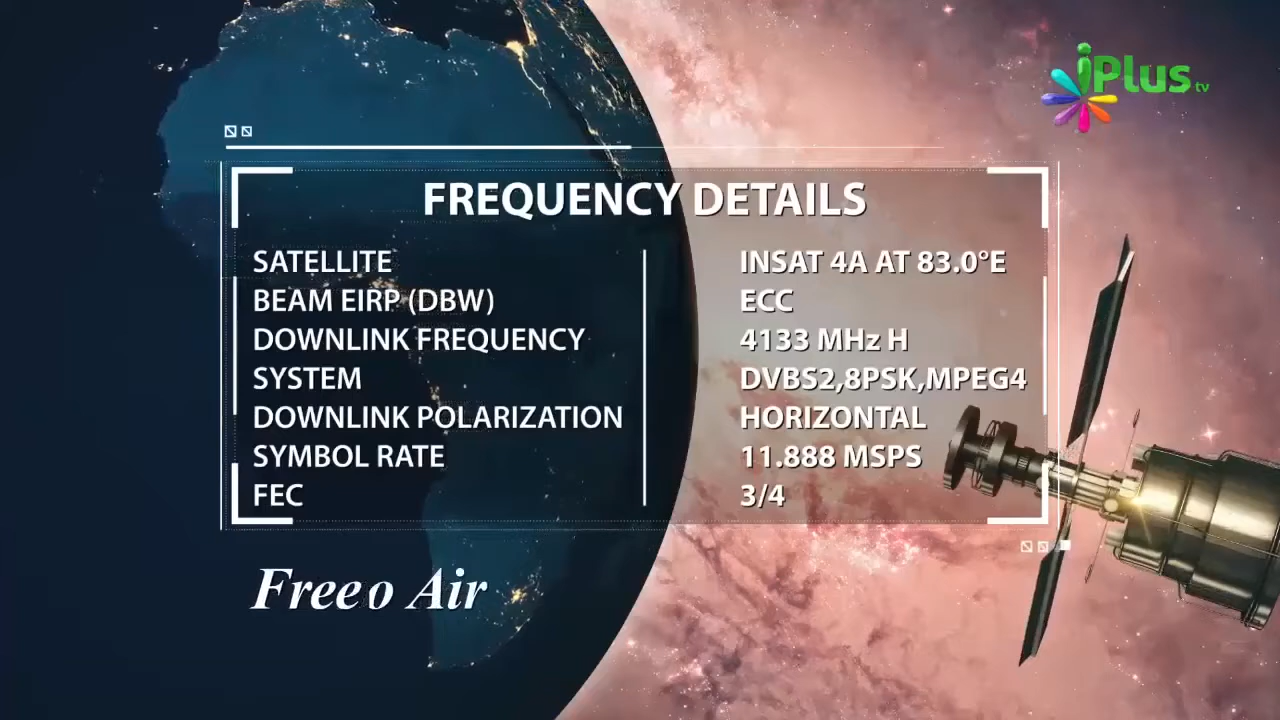 iPlus tv
FREQUENCY DETAILS
SATELLITE INSAT 4A AT 83.0°E
BEAM EIRP (DBW) ECC
DOWNLINK FREQUENCY 4133 MHz H
SYSTEM DVBS2,8PSK,MPEG4
DOWNLINK POLARIZATION HORIZONTAL
SYMBOL RATE 11.888 MSPS
FEC 3/4
Free o Air